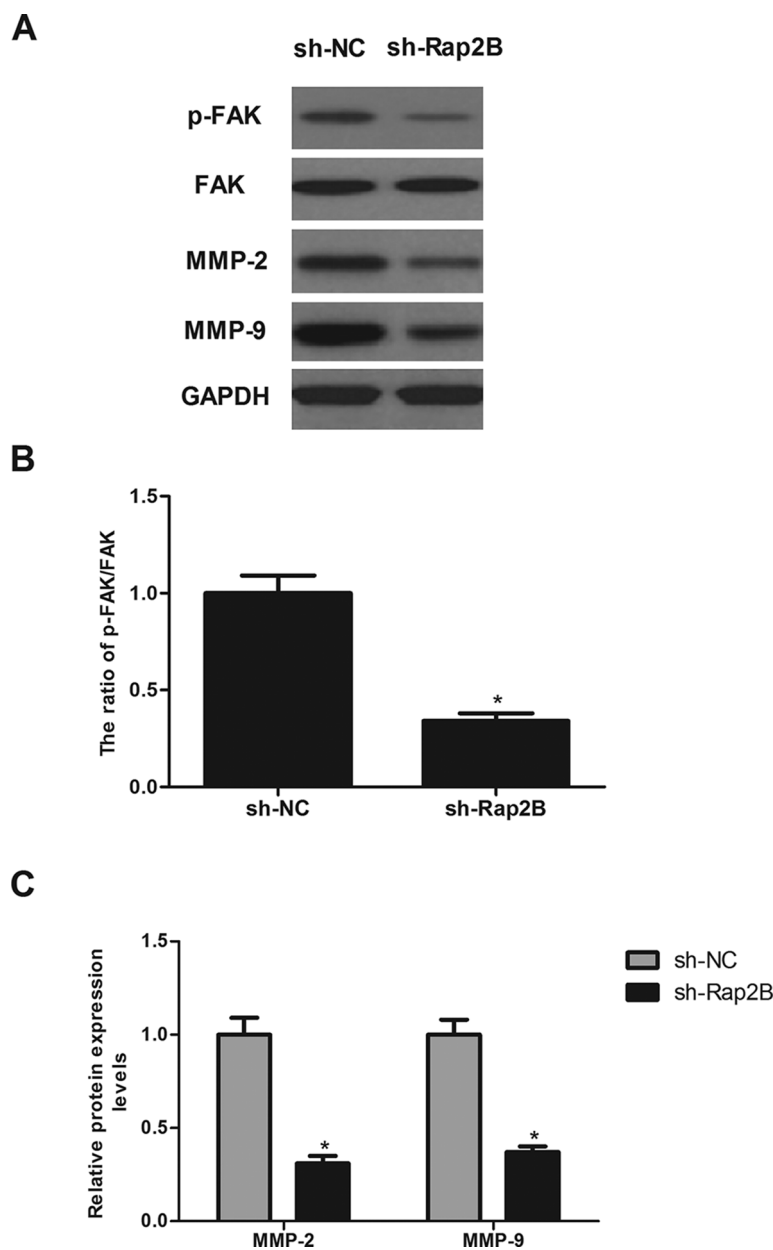 A
sh-NC sh-Rap2B
p-FAK
FAK
MMP-2
MMP-9
GAPDH
B
The ratio of p-FAK/FAK
1.5
1.0
0.5
0.0
*
sh-NC sh-Rap2B
C
Relative protein expression
levels
1.5
1.0
0.5
0.0
* *
MMP-2 MMP-9
sh-NC
sh-Rap2B